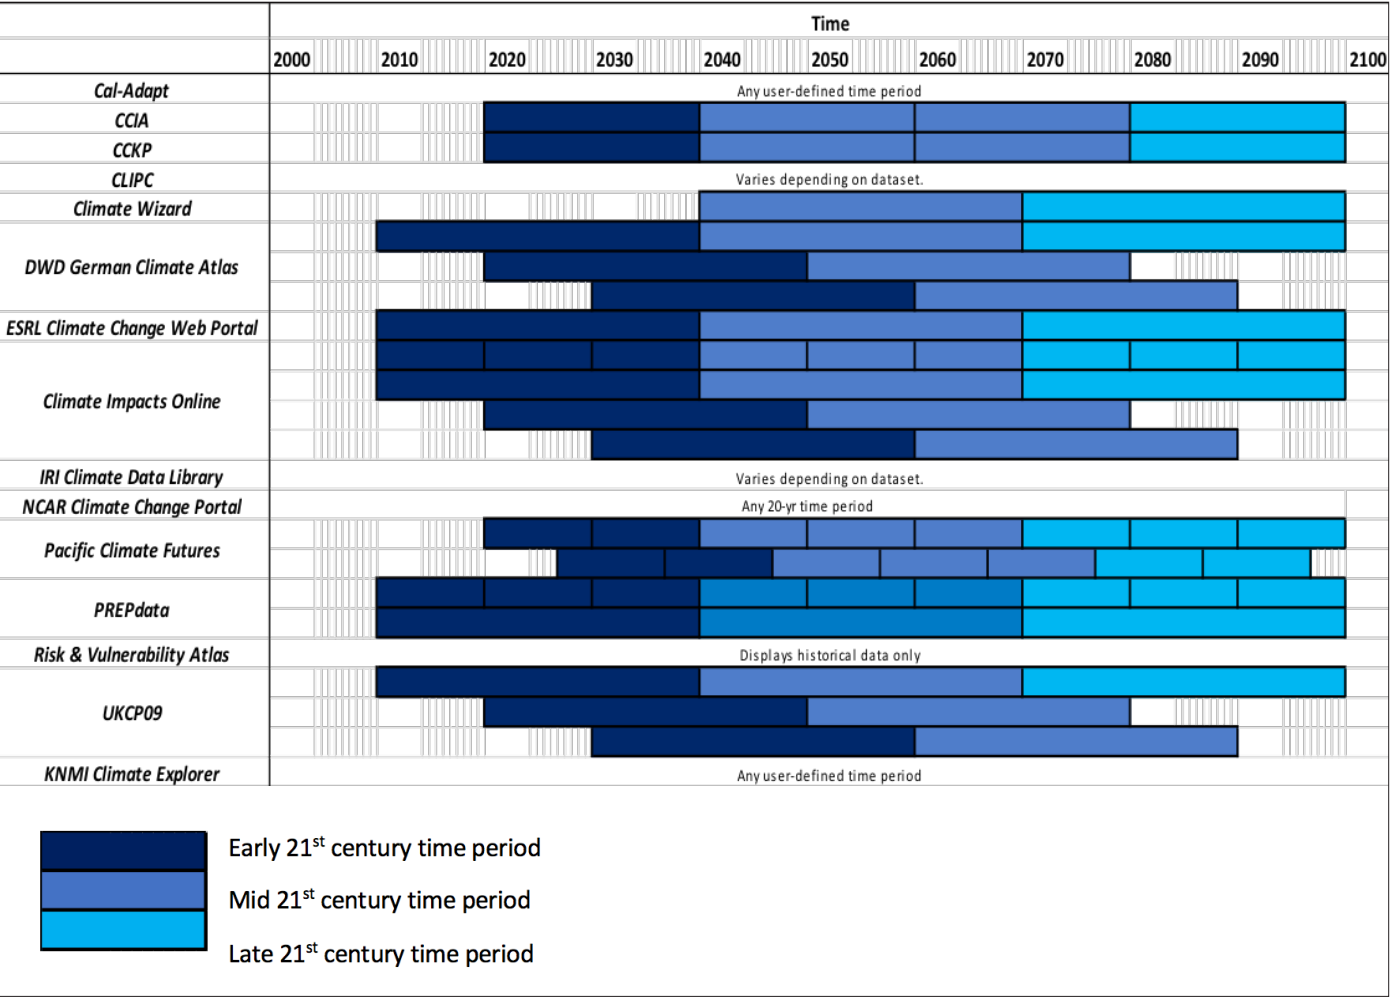 Time
2000 2010 2020 2030 2040 2050 2060 2070 2080 2090 2100
Cal-Adapt Any user-defined time period
CCIA
CCKP
CLIPC Varies depending on dataset.
Climate Wizard
DWD German Climate Atlas
ESRL Climate Change Web Portal
Climate Impacts Online
IRI Climate Data Library Varies depending on dataset.
NCAR Climate Change Portal Any 20-yr time period
Pacific Climate Futures
PREPdata
Risk & Vulnerability Atlas Displays historical data only
UKCP09
KNMI Climate Explorer Any user-defined time period
Early 21st century time period
Mid 21st century time period
Late 21st century time period